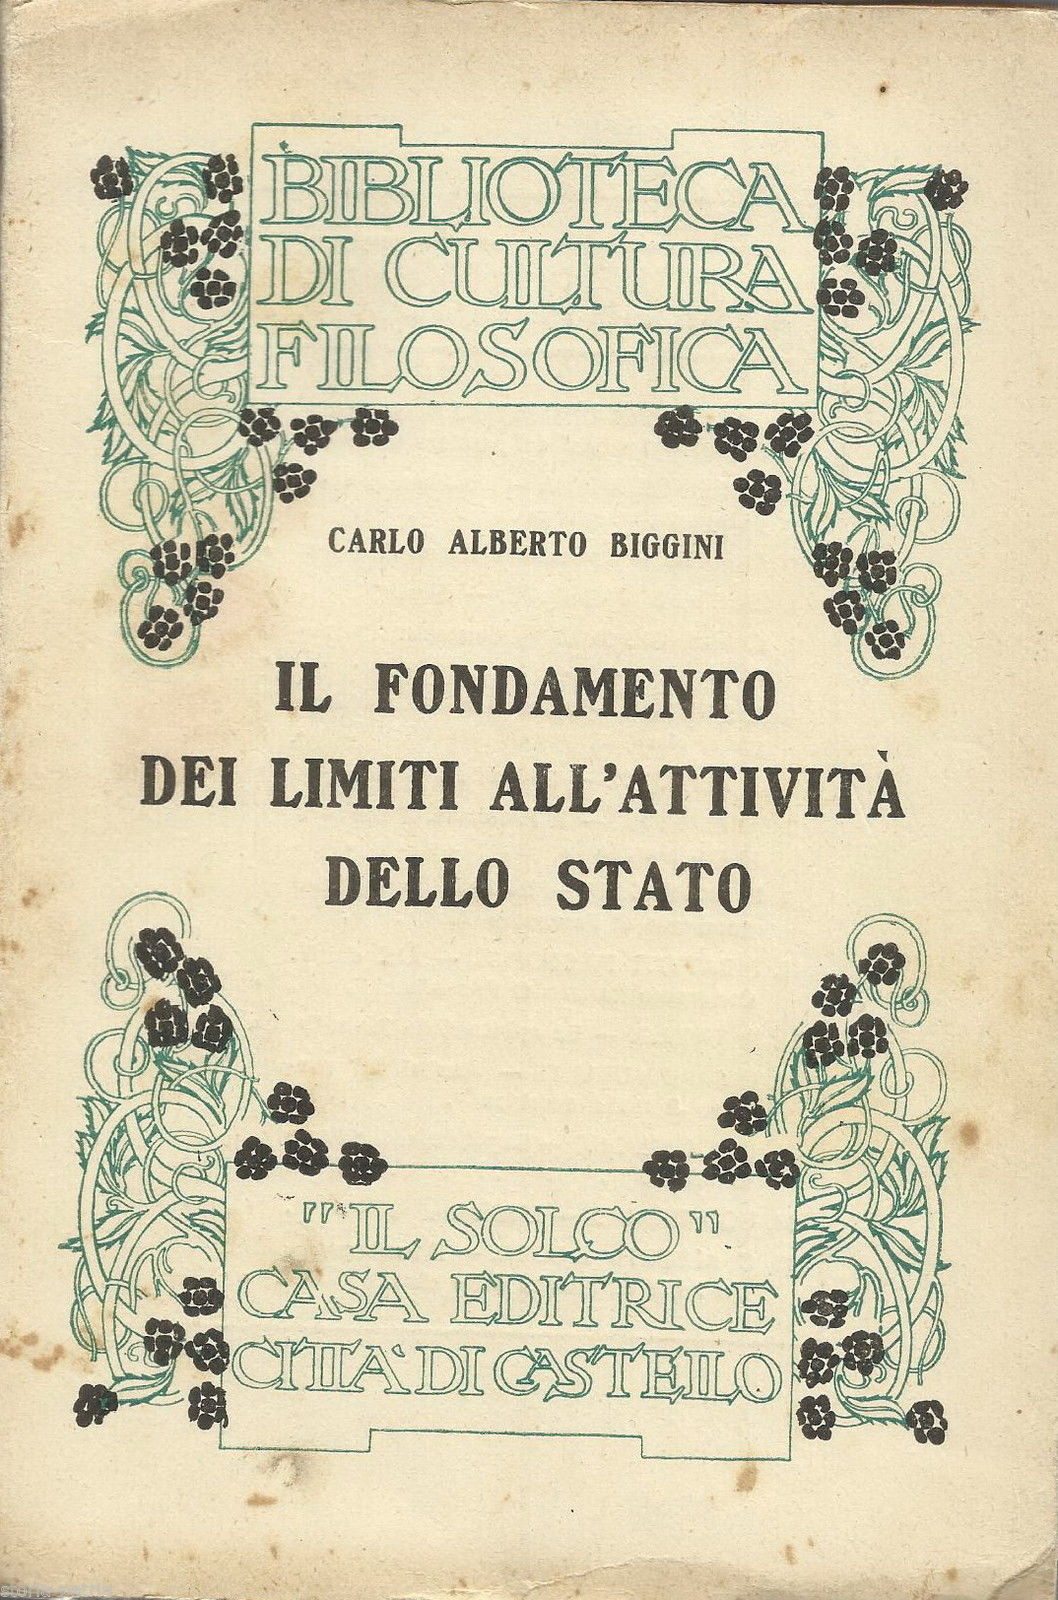 BIBLIOTECA
DI CULTURA
FILOSOFICA
CARLO ALBERTO BIGGINI
IL FONDAMENTO
DEI LIMITI ALL'ATTIVITÀ
DELLO STATO
"IL SOLCO"
CASA EDITRICE
CITTÀ DI CASTELLO